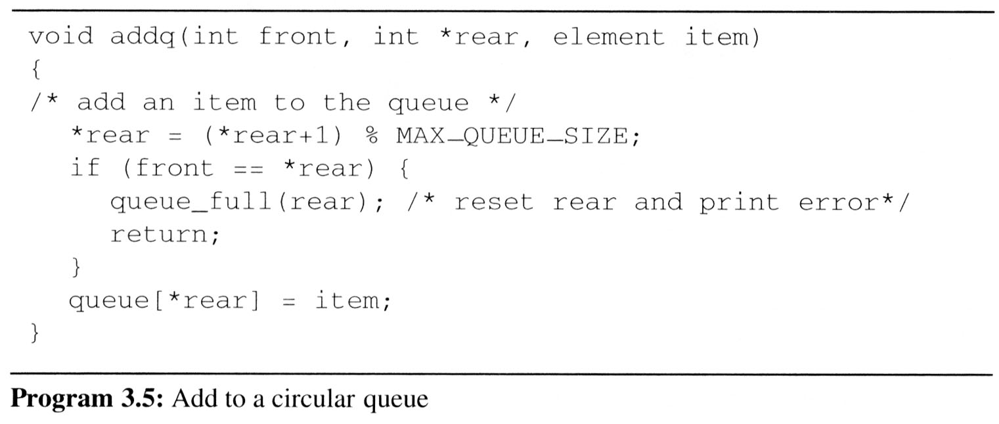 void addq(int front, int *rear, element item)
{
/* add an item to the queue */
   *rear = (*rear+1) % MAX_QUEUE_SIZE;
   if (front == *rear) {
      queue_full(rear); /* reset rear and print error*/
      return;
   }
   queue[*rear] = item;
}
Program 3.5: Add to a circular queue